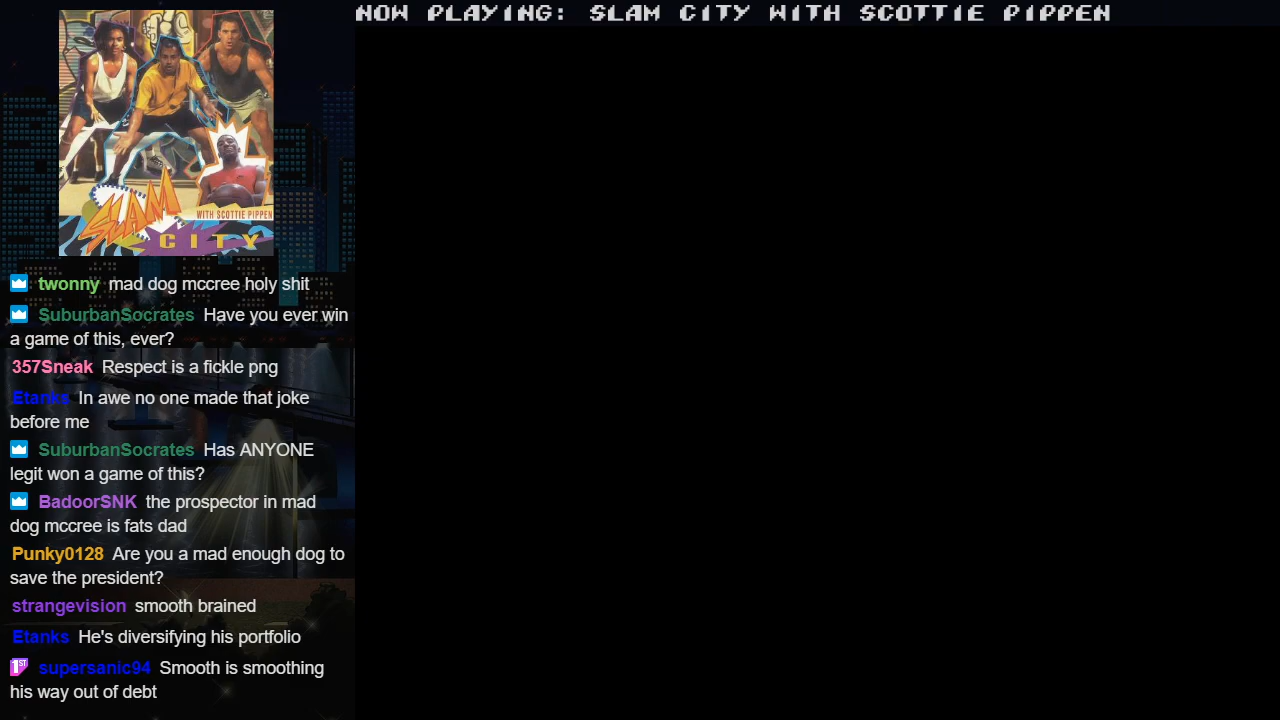 NOW PLAYING: SLAM CITY WITH SCOTTIE PIPPEN
SLAM
WITH SCOTTIE PIPPEN
CITY
twonny mad dog mccree holy shit
SuburbanSocrates Have you ever win
a game of this, ever?
357Sneak Respect is a fickle png
Etanks In awe no one made that joke
before me
SuburbanSocrates Has ANYONE
legit won a game of this?
BadoorSNK the prospector in mad
dog mccree is fats dad
Punky0128 Are you a mad enough dog to
save the president?
strangevision smooth brained
Etanks He's diversifying his portfolio
1ST supersanic94 Smooth is smoothing
his way out of debt